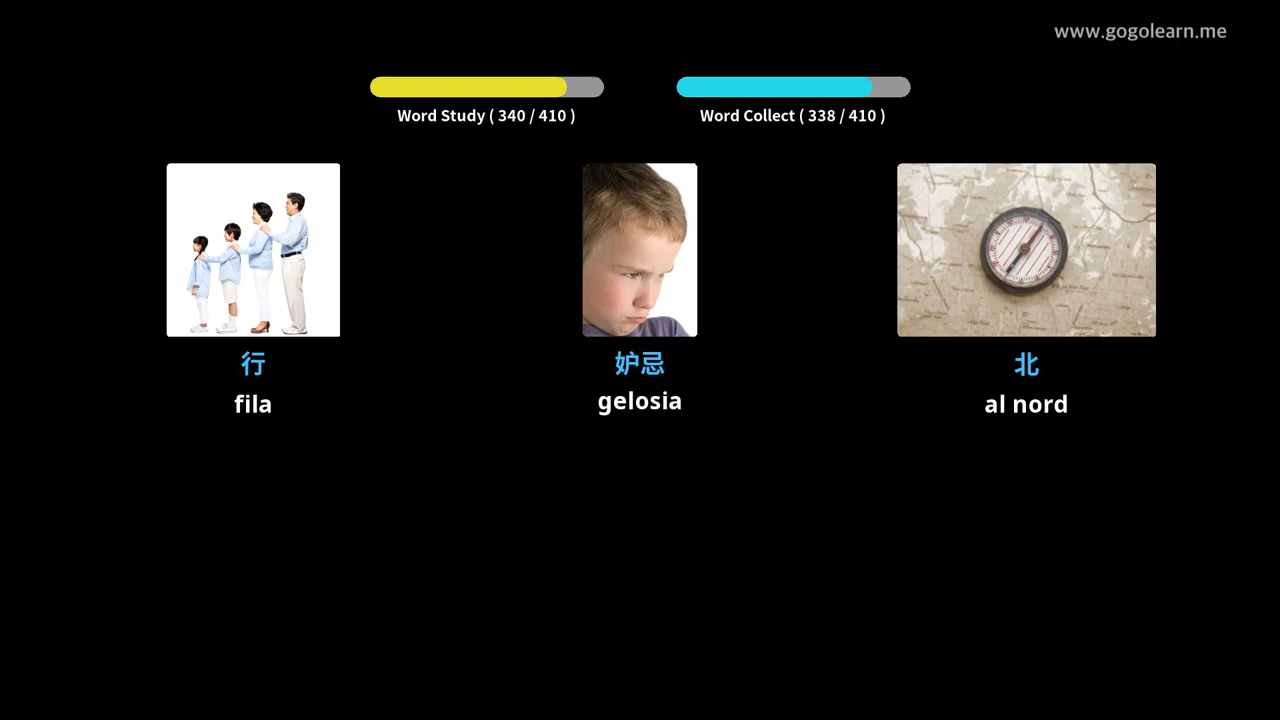 www.gogolearn.me
Word Study ( 340 / 410 )
Word Collect ( 338 / 410 )
行
妒忌
北
fila
gelosia
al nord